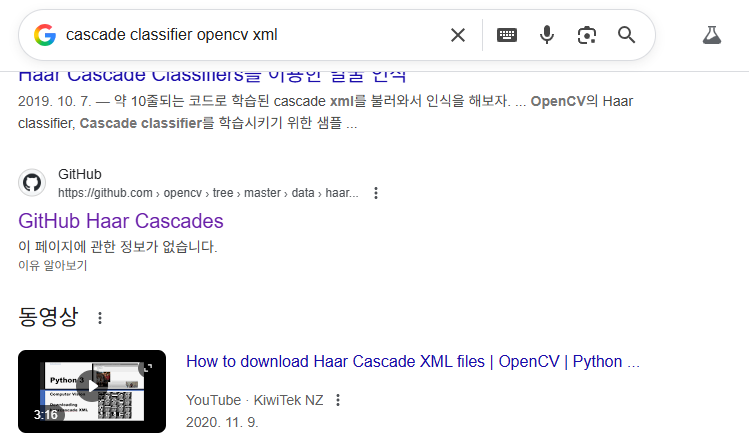 cascade classifier opencv xml
Haar Cascade Classifiers를 이용한 얼굴 인식
2019. 10. 7. — 약 10줄되는 코드로 학습된 cascade xml를 불러와서 인식을 해보자. ... OpenCV의 Haar
classifier, Cascade classifier를 학습시키기 위한 샘플 ...
GitHub
https://github.com › opencv › tree › master › data › haar...
GitHub Haar Cascades
이 페이지에 관한 정보가 없습니다.
이유 알아보기
동영상
How to download Haar Cascade XML files | OpenCV | Python ...
Python 3
Computer Vision
Downloading
YouTube · KiwiTek NZ
3:16
2020. 11. 9.